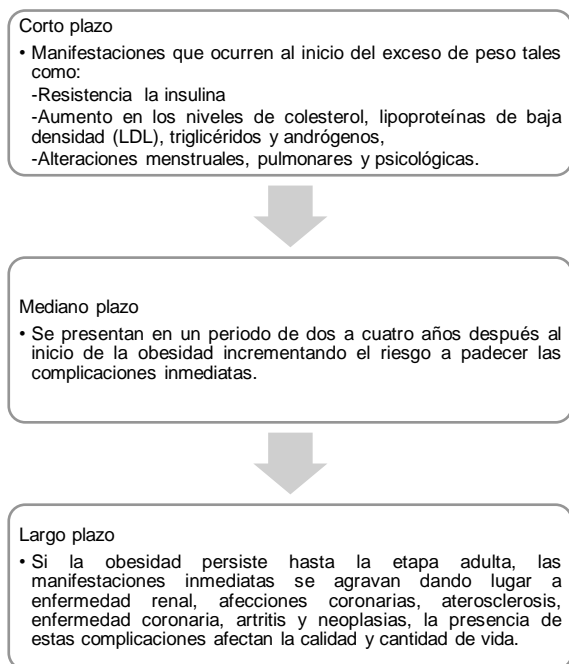 Corto plazo
• Manifestaciones que ocurren al inicio del exceso de peso tales
como:
-Resistencia la insulina
-Aumento en los niveles de colesterol, lipoproteínas de baja
densidad (LDL), triglicéridos y andrógenos,
-Alteraciones menstruales, pulmonares y psicológicas.
Mediano plazo
• Se presentan en un periodo de dos a cuatro años después al
inicio de la obesidad incrementando el riesgo a padecer las
complicaciones inmediatas.
Largo plazo
• Si la obesidad persiste hasta la etapa adulta, las
manifestaciones inmediatas se agravan dando lugar a
enfermedad renal, afecciones coronarias, aterosclerosis,
enfermedad coronaria, artritis y neoplasias, la presencia de
estas complicaciones afectan la calidad y cantidad de vida.